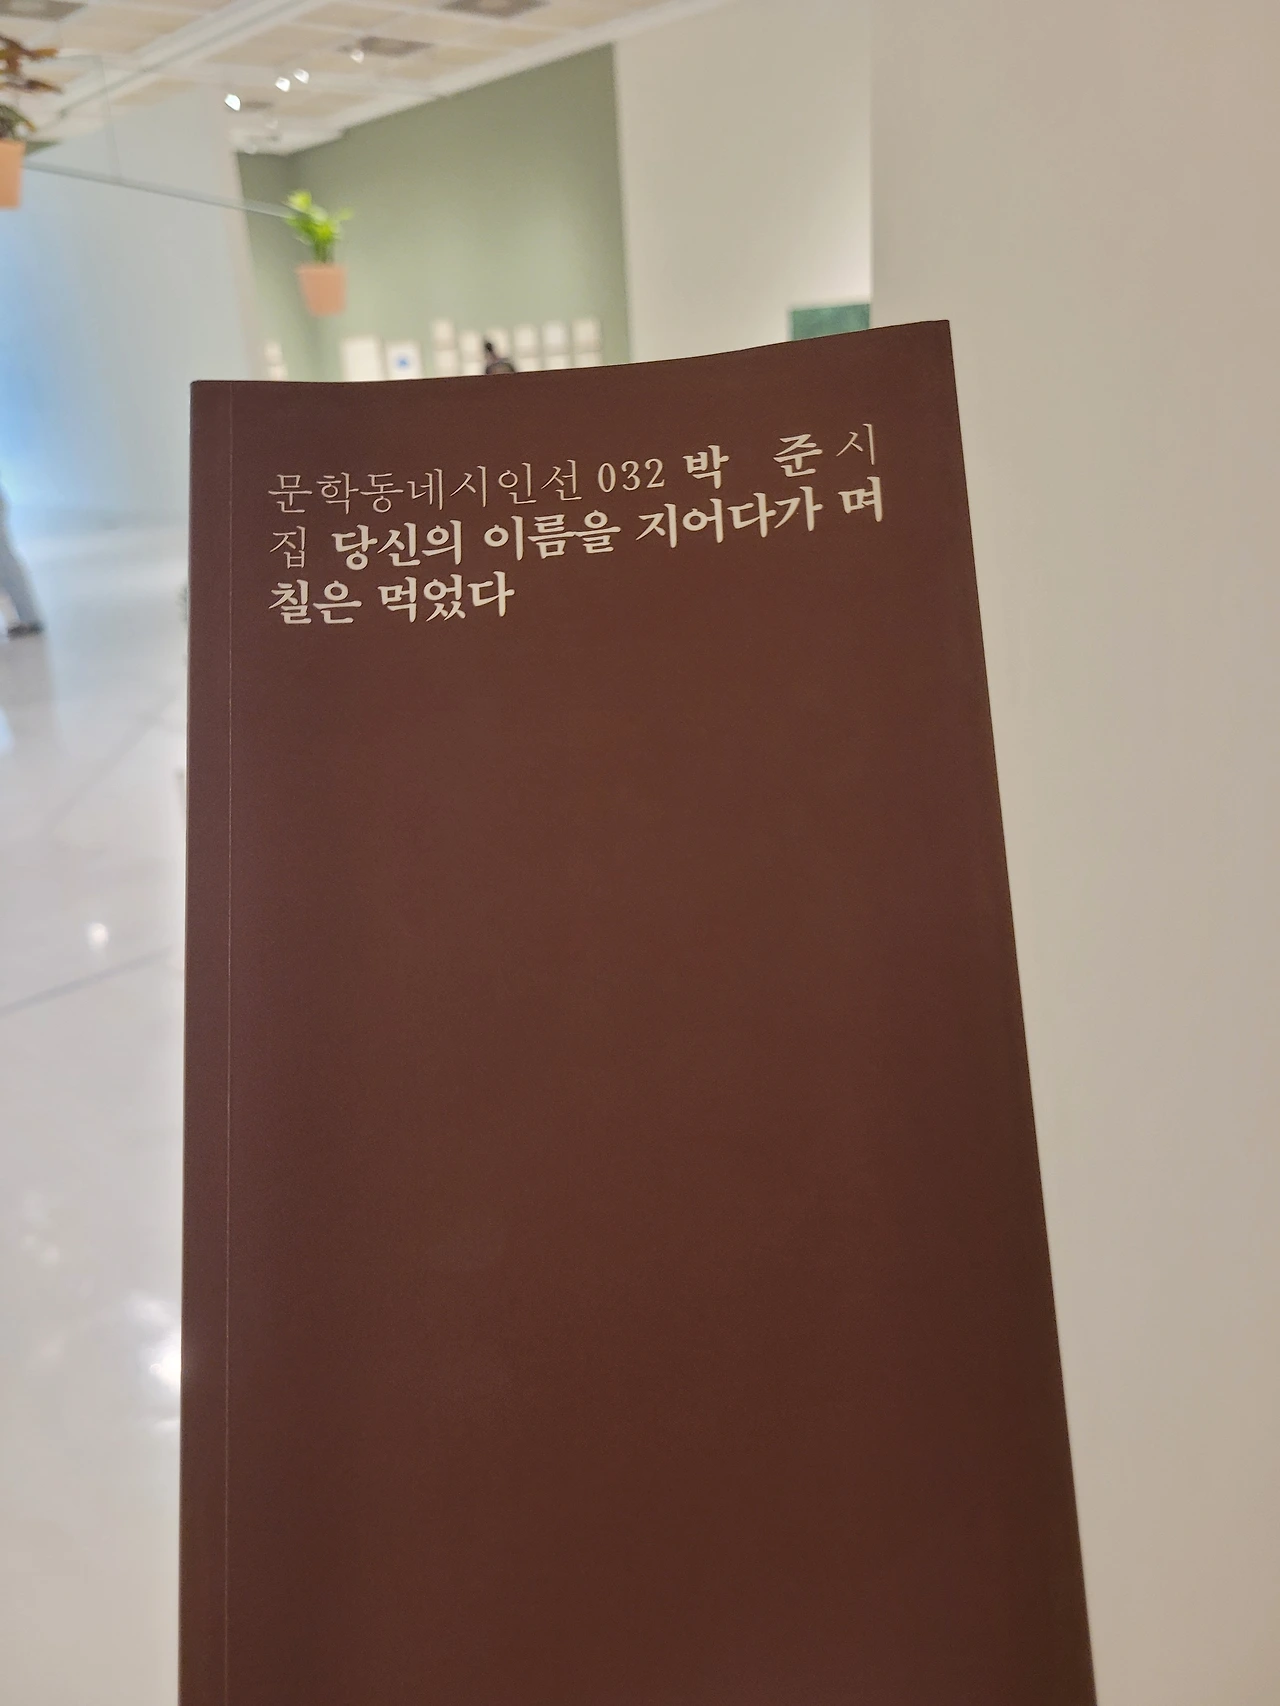 문학동네시인선 032 박 준 시
집 당신의 이름을 지어다가 며
칠은 먹었다